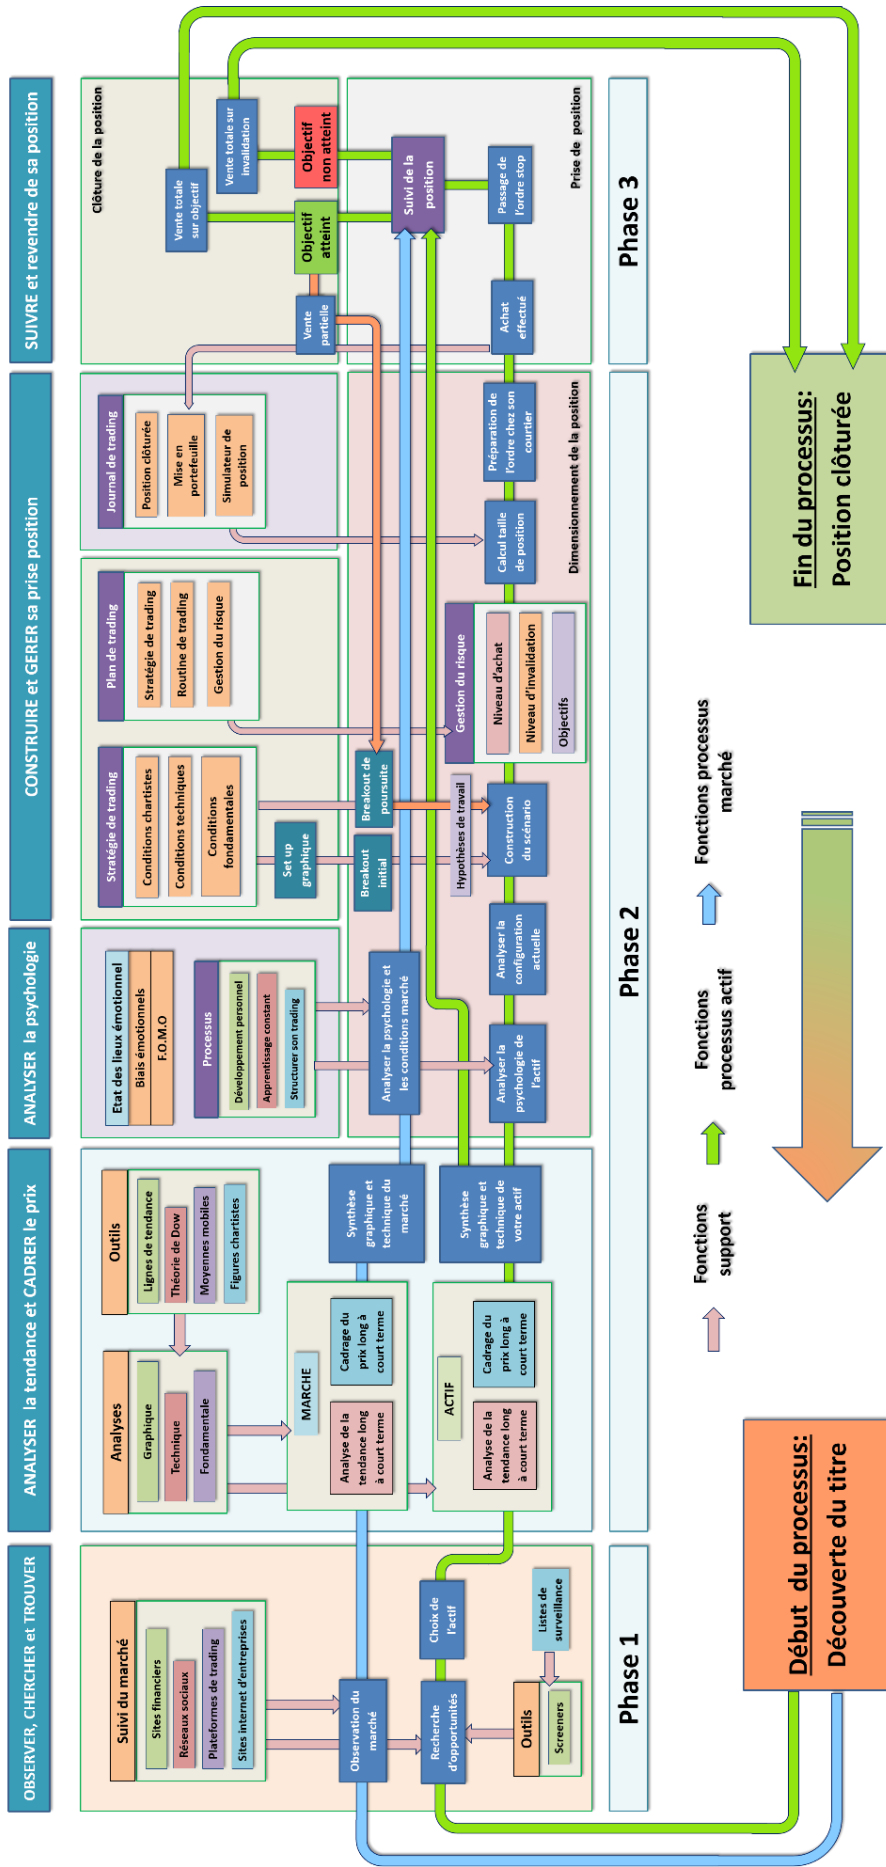 OBSERVER, CHERCHER et TROUVER
ANALYSER la tendance et CADRER le prix
ANALYSER la psychologie
CONSTRUIRE et GERER sa prise position
SUIVRE et revendre de sa position
Suivi du marché
Sites financiers
Réseaux sociaux
Plateformes de trading
Sites internet d'entreprises
Observation du
marché
Recherche
d'opportunités
Choix de
l'actif
Outils
Screeners
Listes de
surveillance
Phase 1
Analyses
Graphique
Technique
Fondamentale
Outils
Lignes de tendance
Théorie de Dow
Moyennes mobiles
Figures chartistes
MARCHE
Analyse de la
tendance long
à court terme
Cadrage du
prix long à
court terme
ACTIF
Analyse de la
tendance long
à court terme
Cadrage du
prix long à
court terme
Synthèse
graphique et
technique du
marché
Synthèse
graphique et
technique de
votre actif
Etat des lieux émotionnel
Biais émotionnels
F.O.M.O
Processus
Développement personnel
Apprentissage constant
Structurer son trading
Analyser la psychologie et
les conditions marché
Analyser la
psychologie de
l'actif
Analyser la
configuration
actuelle
Stratégie de trading
Conditions chartistes
Conditions techniques
Conditions
fondamentales
Set up
graphique
Breakout
initial
Breakout de
poursuite
Hypothèses de travail
Construction
du scénario
Plan de trading
Stratégie de trading
Routine de trading
Gestion du risque
Gestion du risque
Niveau d'achat
Niveau d'invalidation
Objectifs
Journal de trading
Position clôturée
Mise en
portefeuille
Simulateur de
position
Calcul taille
de position
Préparation de
l'ordre chez son
courtier
Dimensionnement de la position
Phase 2
Clôture de la position
Vente totale
sur objectif
Vente totale sur
invalidation
Vente
partielle
Objectif
atteint
Objectif
non atteint
Suivi de la
position
Achat
effectué
Passage de
l'ordre stop
Prise de position
Phase 3
Fonctions
support
Fonctions
processus actif
Fonctions processus
marché
Début du processus:
Découverte du titre
Fin du processus:
Position clôturée